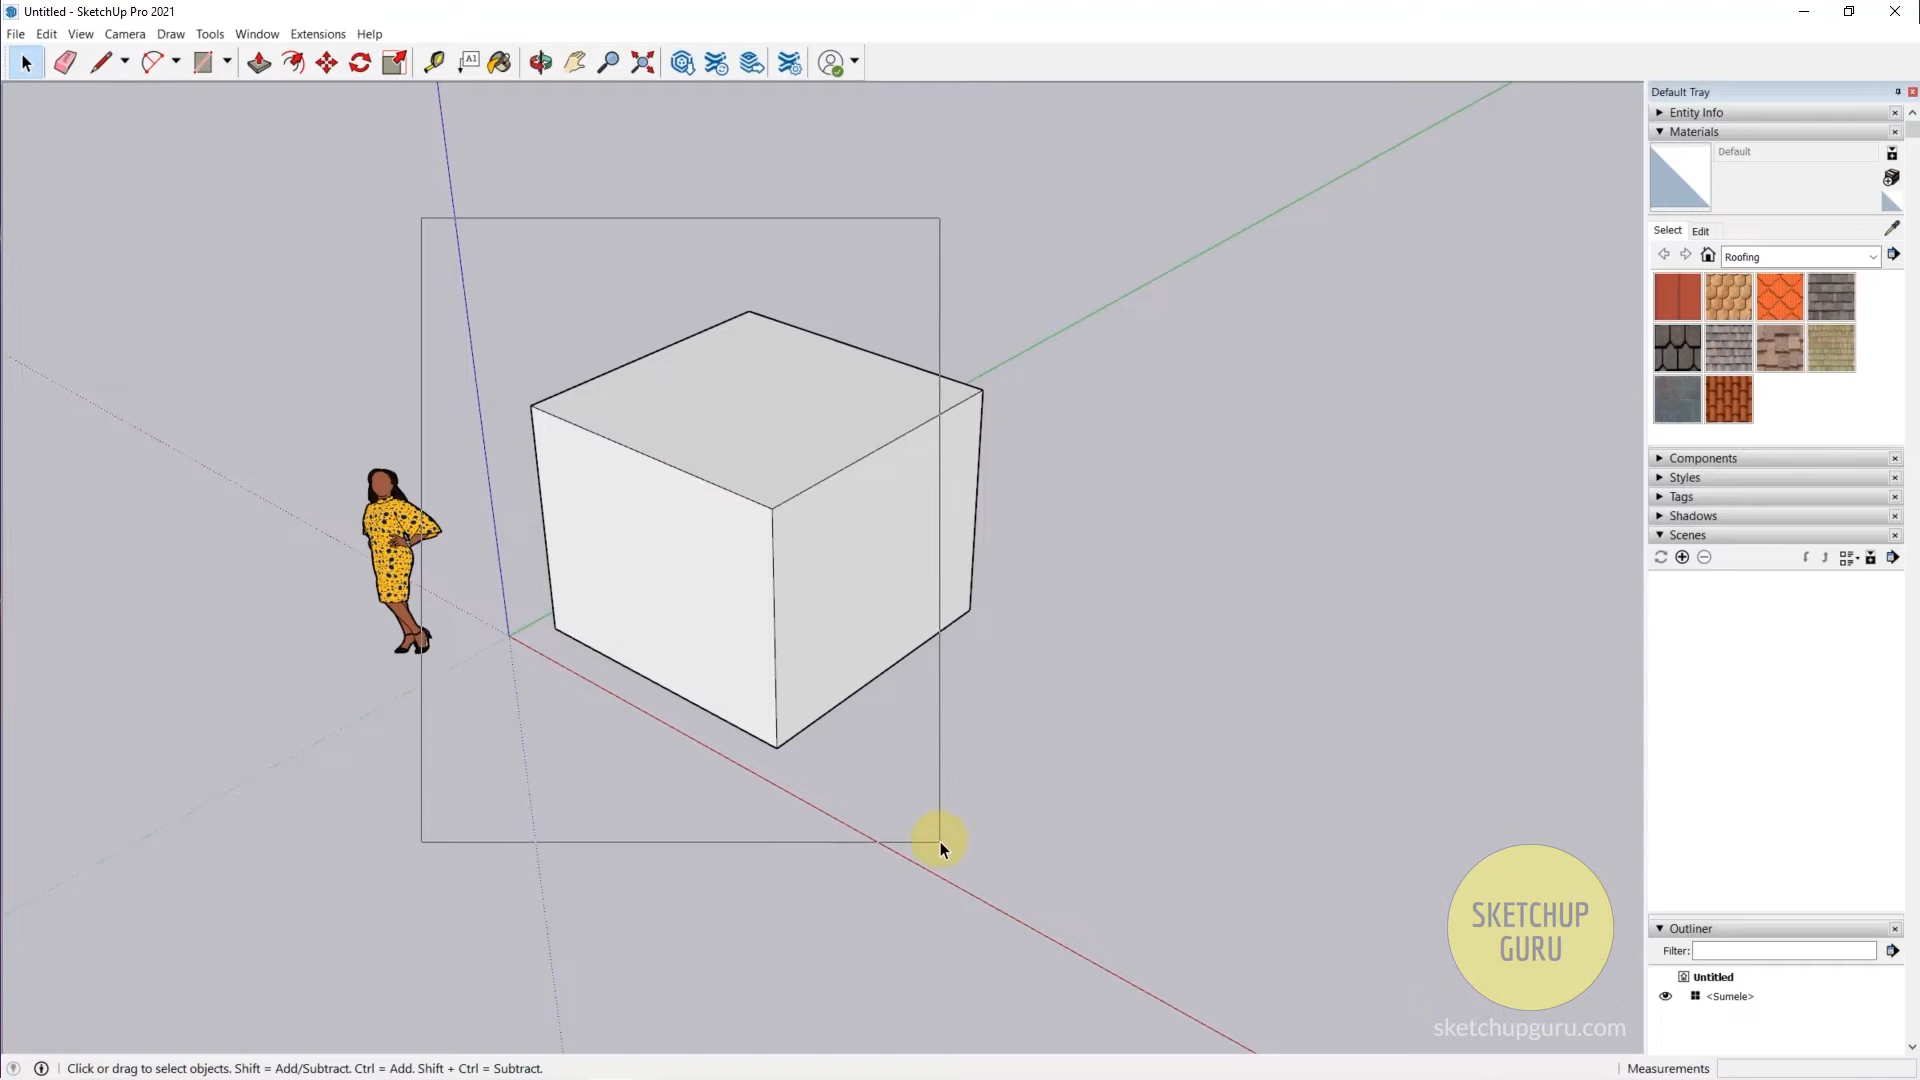 Untitled - SketchUp Pro 2021
File Edit View Camera Draw Tools Window Extensions Help
A1
Default Tray
Entity Info
Materials
Default
Select Edit
Roofing
Components
Styles
Tags
Shadows
Scenes
Outliner
Filter:
Untitled
<Sumele>
SKETCHUP
GURU
sketchupguru.com
Click or drag to select objects. Shift = Add/Subtract. Ctrl = Add. Shift + Ctrl = Subtract.
Measurements